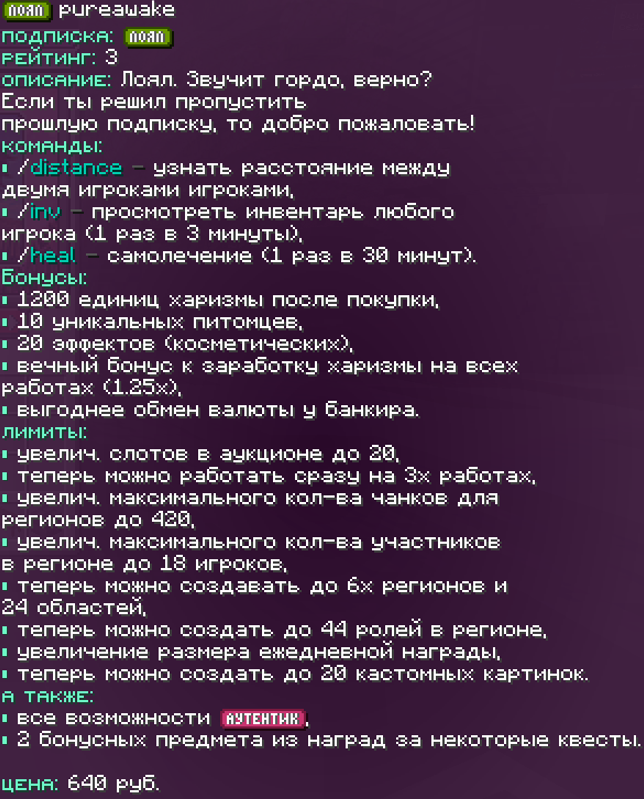 ЛОЯЛ pureawake
ПОДПИСКА: ЛОЯЛ
РЕЙТИНГ: 3
ОПИСАНИЕ: Лоял. Звучит гордо, верно?
Если ты решил пропустить
прошлую подписку, то добро пожаловать!
КОМАНДЫ:
▪ /distance — узнать расстояние между
двумя игроками игроками,
▪ /inv — просмотреть инвентарь любого
игрока (1 раз в 3 минуты),
▪ /heal — самолечение (1 раз в 30 минут).
Бонусы:
▪ 1200 единиц харизмы после покупки,
▪ 10 уникальных питомцев,
▪ 20 эффектов (косметических),
▪ вечный бонус к заработку харизмы на всех
работах (1.25x),
▪ выгоднее обмен валюты у банкира.
ЛИМИТЫ:
▪ увелич. слотов в аукционе до 20,
▪ теперь можно работать сразу на 3х работах,
▪ увелич. максимального кол-ва чанков для
регионов до 420,
▪ увелич. максимального кол-ва участников
в регионе до 18 игроков,
▪ теперь можно создавать до 6х регионов и
24 областей,
▪ теперь можно создать до 44 ролей в регионе,
▪ увеличение размера ежедневной награды,
▪ теперь можно создать до 20 кастомных картинок.
А ТАКЖЕ:
▪ все возможности АУТЕНТИК,
▪ 2 бонусных предмета из наград за некоторые квесты.
ЦЕНА: 640 руб.